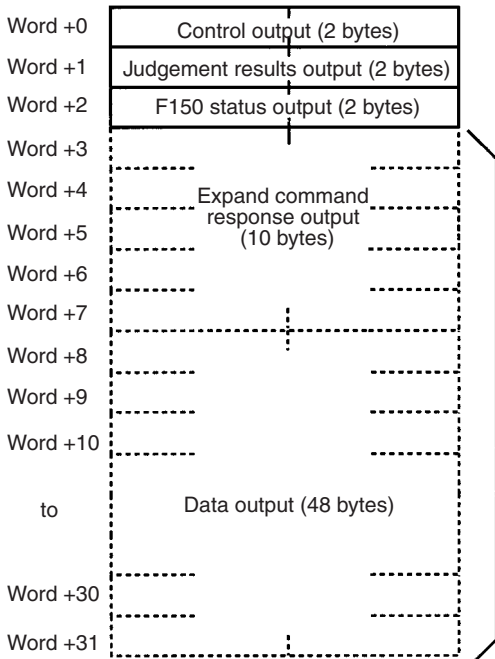 Word +0
Control output (2 bytes)
Word +1
Judgement results output (2 bytes)
Word +2
F150 status output (2 bytes)
Word +3
Word +4
Expand command
response output
Word +5
(10 bytes)
Word +6
Word +7
Word +8
Word +9
Word +10
to
Data output (48 bytes)
Word +30
Word +31